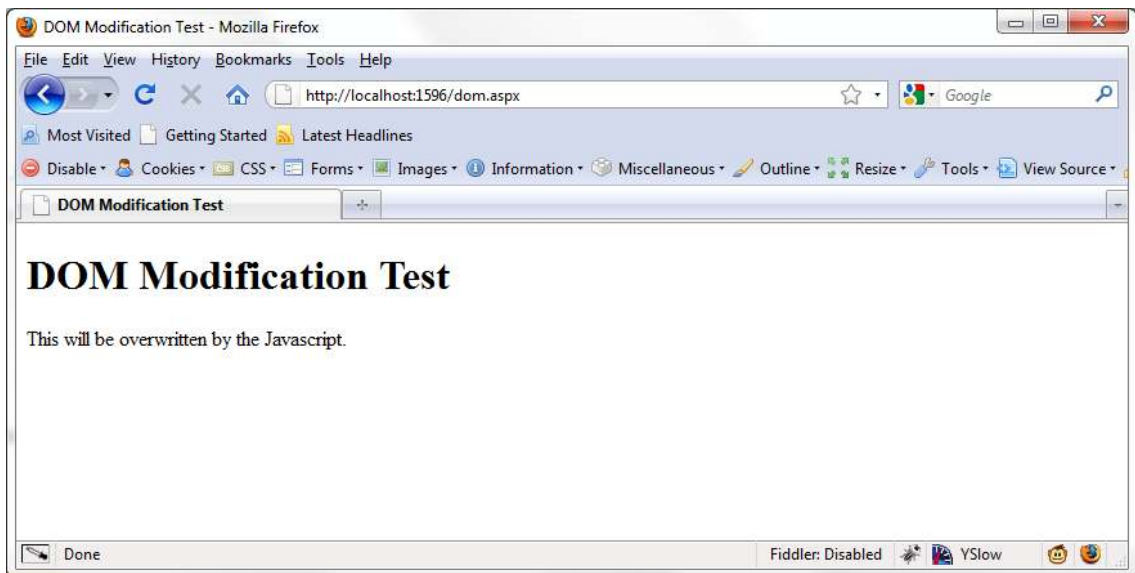 DOM Modification Test - Mozilla Firefox
File Edit View History Bookmarks Tools Help
http://localhost:1596/dom.aspx Google
Most Visited Getting Started Latest Headlines
Disable Cookies CSS Forms Images Information Miscellaneous Outline Resize Tools View Source
DOM Modification Test
DOM Modification Test
This will be overwritten by the Javascript.
Done Fiddler: Disabled YSlow